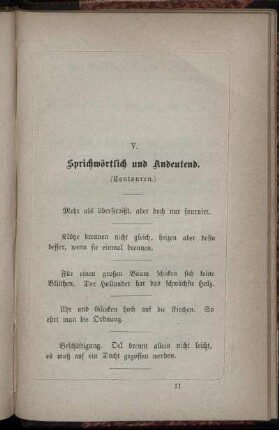 V.
Sprichwörtlich und Andeutend.
(Contouren.)
Mehr als überfirnißt, aber doch nur fournirt.
Klötze brennen nicht gleich, heizen aber desto
besser, wenn sie einmal brennen.
Für einen großen Baum schicken sich keine
Blüthen. Der Hollunder hat das schwächste Holz.
Uhr und Glocken hoch auf die Kirchen. So
ehrt man die Ordnung.
Beschäftigung. Oel brennt allein nicht leicht,
es muß auf ein Docht gegossen werden.
11